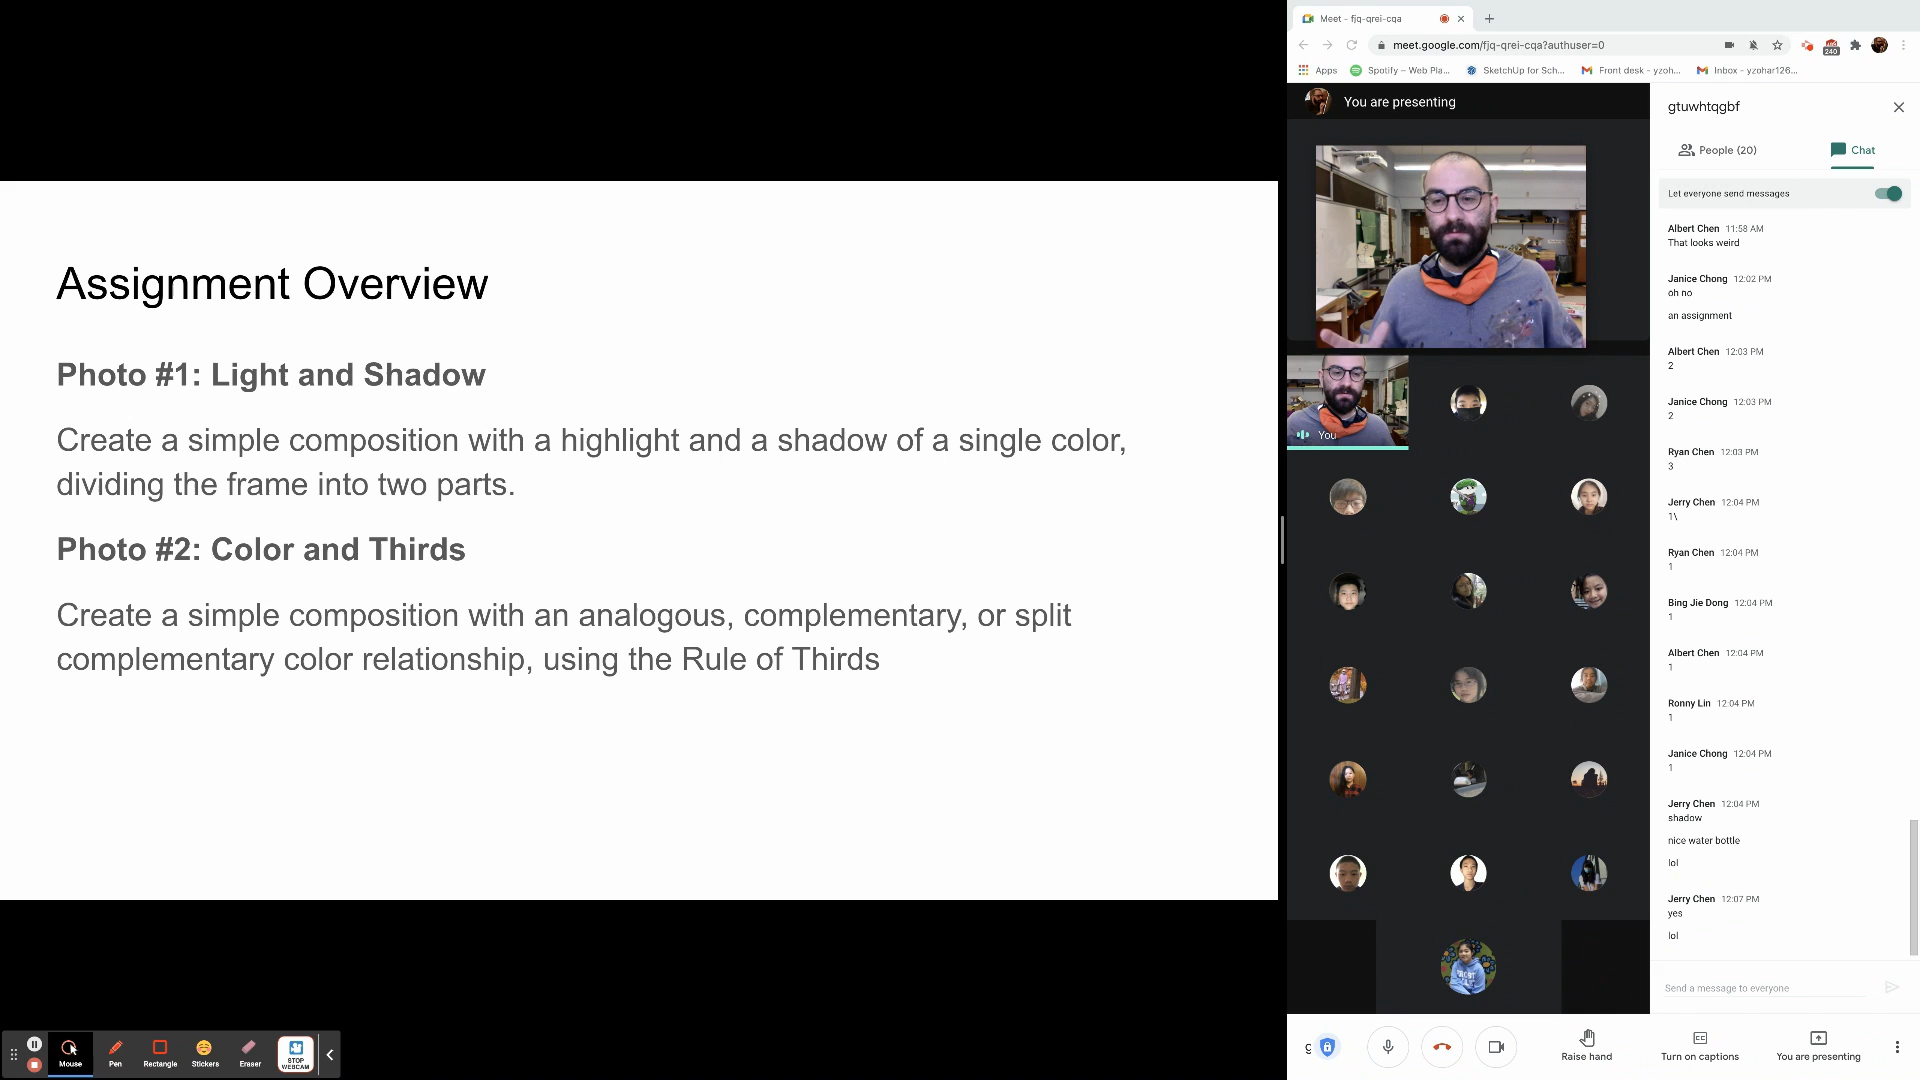 Assignment Overview
Photo #1: Light and Shadow
Create a simple composition with a highlight and a shadow of a single color,
dividing the frame into two parts.
Photo #2: Color and Thirds
Create a simple composition with an analogous, complementary, or split
complementary color relationship, using the Rule of Thirds
Mouse
Pen
Rectangle
Stickers
Eraser
STOP
WEBCAM
Meet - fjq-qrei-cqa
meet.google.com/fjq-qrei-cqa?authuser=0
240
Apps
Spotify – Web Pla...
SketchUp for Sch...
Front desk - yzoh...
Inbox - yzohar126...
You are presenting
You
gtuwhtqgbf
People (20)
Chat
Let everyone send messages
Albert Chen 11:58 AM
That looks weird
Janice Chong 12:02 PM
oh no
an assignment
Albert Chen 12:03 PM
2
Janice Chong 12:03 PM
2
Ryan Chen 12:03 PM
3
Jerry Chen 12:04 PM
1\
Ryan Chen 12:04 PM
1
Bing Jie Dong 12:04 PM
1
Albert Chen 12:04 PM
1
Ronny Lin 12:04 PM
1
Janice Chong 12:04 PM
1
Jerry Chen 12:04 PM
shadow
nice water bottle
lol
Jerry Chen 12:07 PM
yes
lol
Send a message to everyone
g
Raise hand
Turn on captions
You are presenting